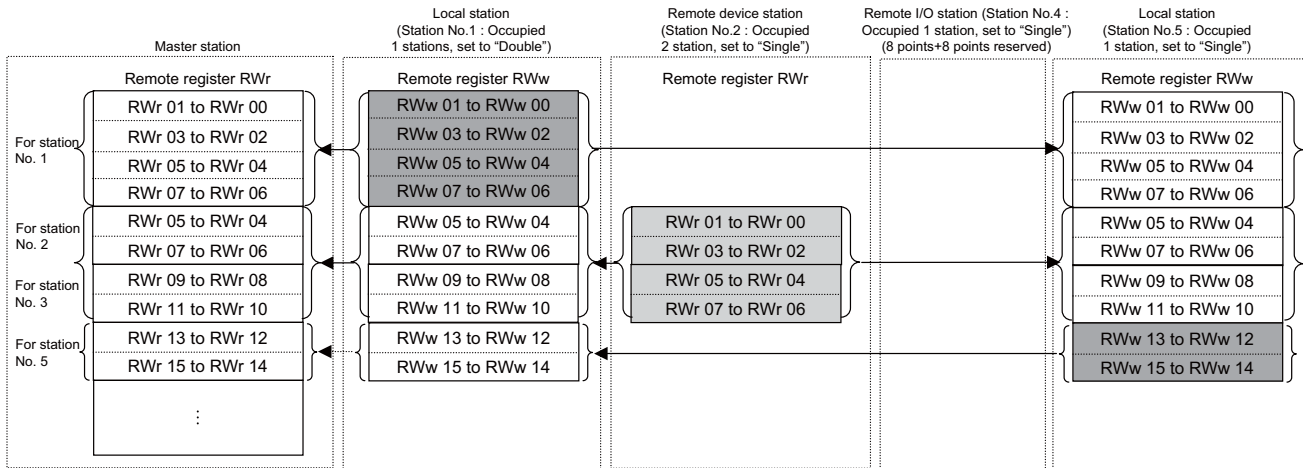 Master station
Local station
(Station No.1 : Occupied
1 stations, set to “Double”)
Remote device station
(Station No.2 : Occupied
2 station, set to “Single”)
Remote I/O station (Station No.4 :
Occupied 1 station, set to “Single”)
(8 points+8 points reserved)
Local station
(Station No.5 : Occupied
1 station, set to “Single”)
Remote register RWr
For station
No. 1
RWr 01 to RWr 00
RWr 03 to RWr 02
RWr 05 to RWr 04
RWr 07 to RWr 06
For station
No. 2
RWr 05 to RWr 04
RWr 07 to RWr 06
For station
No. 3
RWr 09 to RWr 08
RWr 11 to RWr 10
For station
No. 5
RWr 13 to RWr 12
RWr 15 to RWr 14
⋮
Remote register RWw
RWw 01 to RWw 00
RWw 03 to RWw 02
RWw 05 to RWw 04
RWw 07 to RWw 06
RWw 05 to RWw 04
RWw 07 to RWw 06
RWw 09 to RWw 08
RWw 11 to RWw 10
RWw 13 to RWw 12
RWw 15 to RWw 14
Remote register RWr
RWr 01 to RWr 00
RWr 03 to RWr 02
RWr 05 to RWr 04
RWr 07 to RWr 06
Remote register RWw
RWw 01 to RWw 00
RWw 03 to RWw 02
RWw 05 to RWw 04
RWw 07 to RWw 06
RWw 05 to RWw 04
RWw 07 to RWw 06
RWw 09 to RWw 08
RWw 11 to RWw 10
RWw 13 to RWw 12
RWw 15 to RWw 14